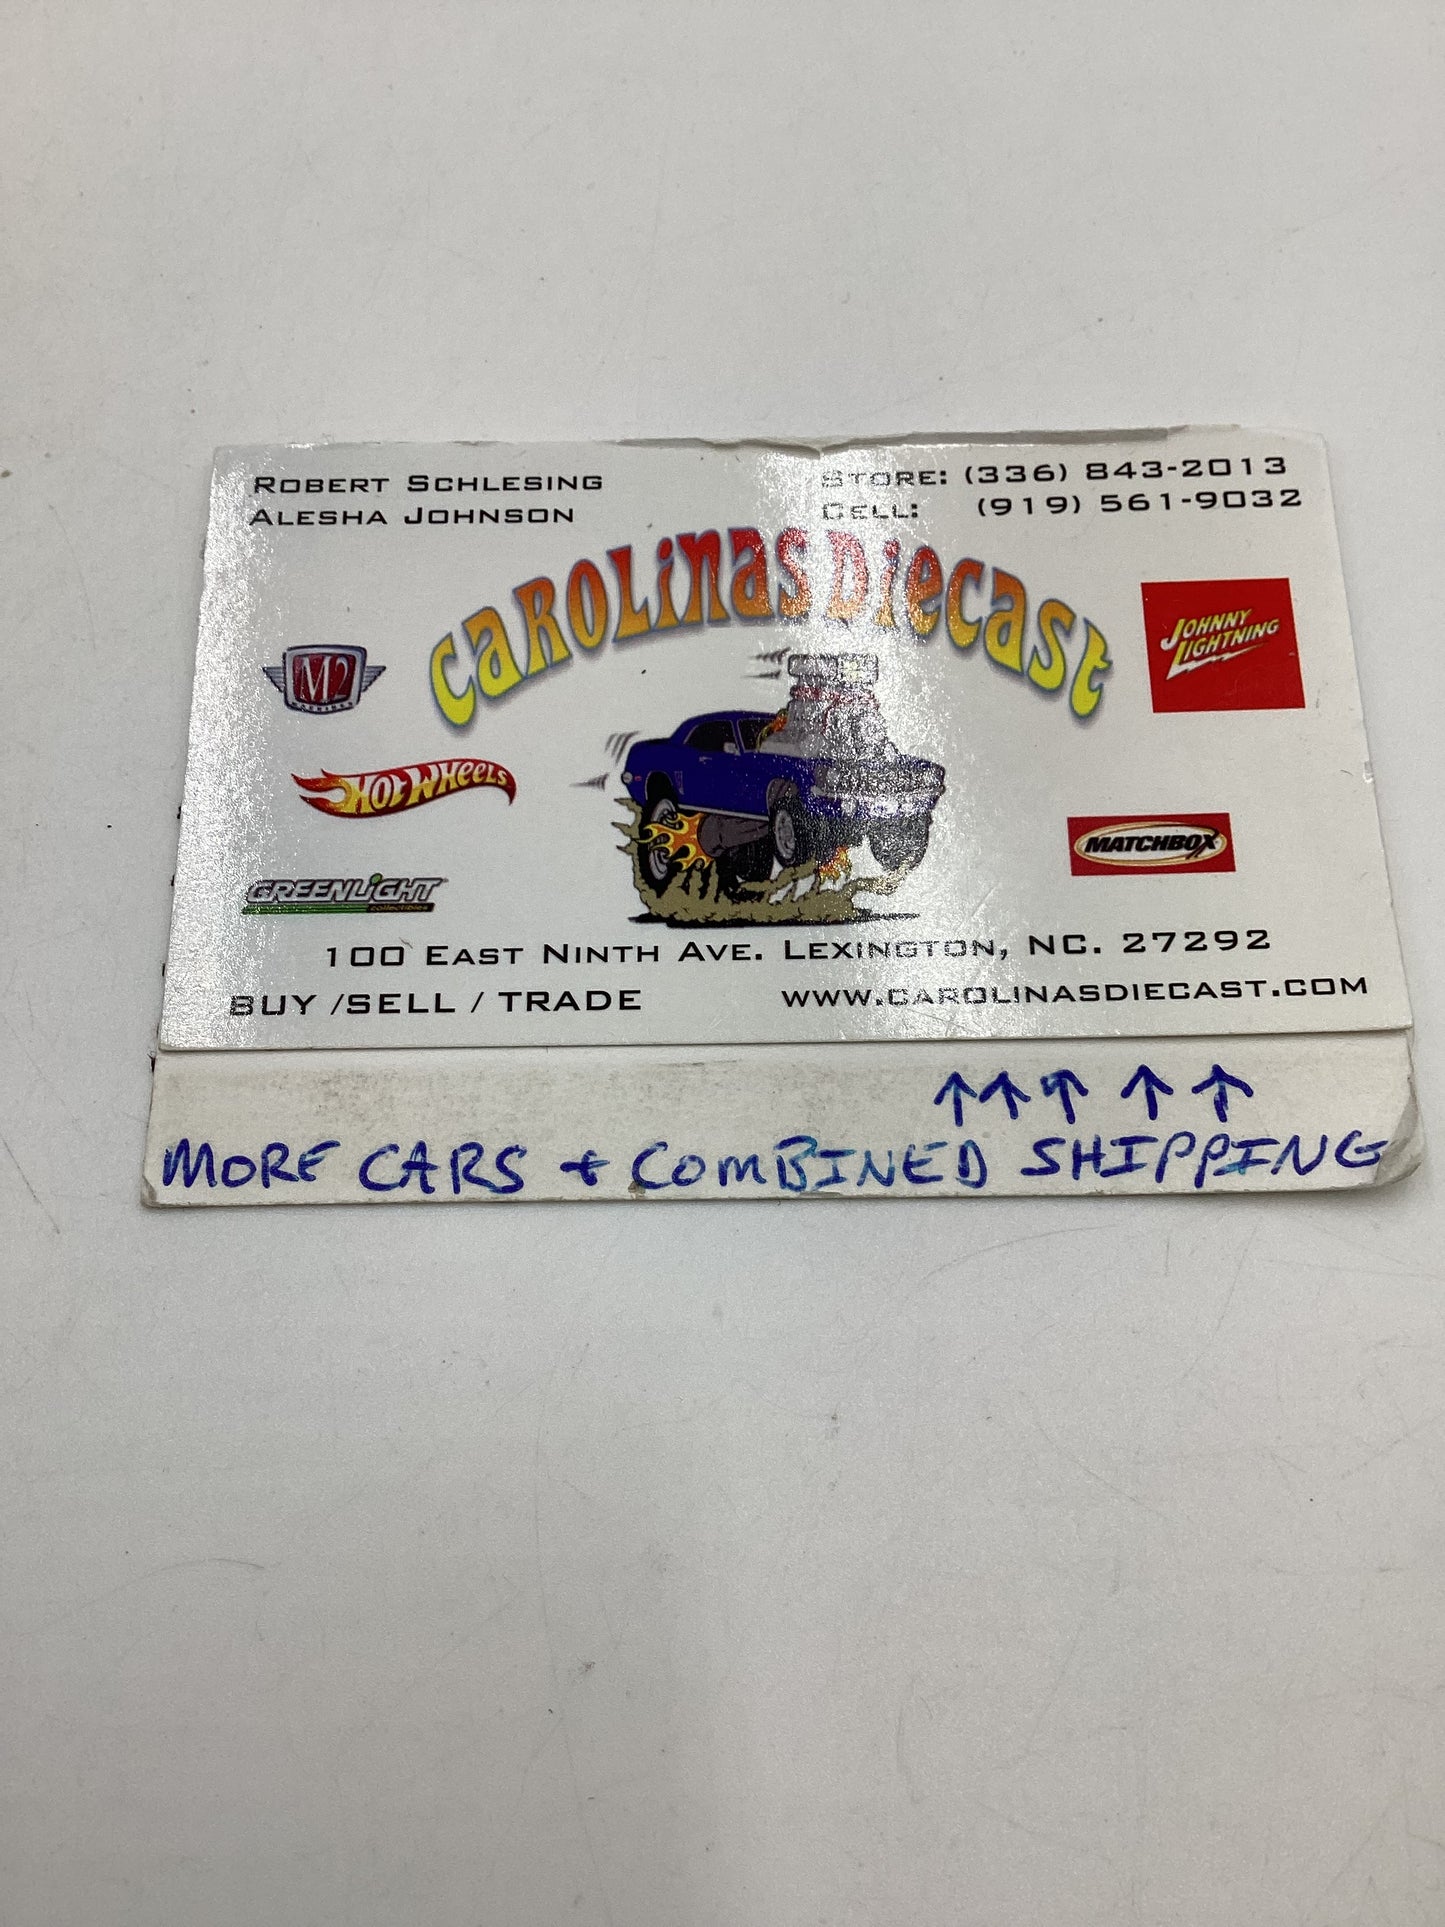 ROBERT SCHLESING
ALESHA JOHNSON
STORE: (336) 843-2013
CELL: (919) 561-9032
CAROLINAS DIECAST
M2
MACHINES
JOHNNY
LIGHTNING
HOT WHEELS
MATCHBOX
GREENLIGHT
collectibles
100 EAST NINTH AVE. LEXINGTON, NC. 27292
BUY /SELL / TRADE
WWW.CAROLINASDIECAST.COM
↑ ↑ ↑ ↑ ↑
MORE CARS + COMBINED SHIPPING